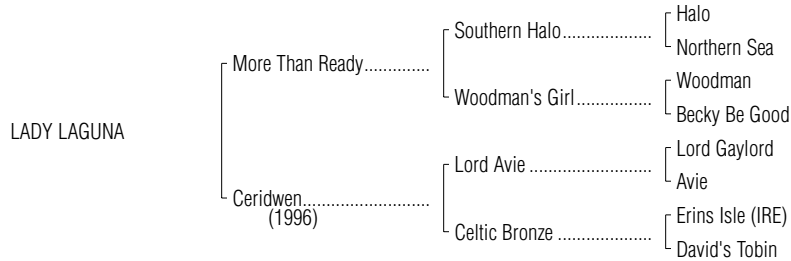 Halo
Southern Halo....................
Northern Sea
More Than Ready..............
Woodman
Woodman's Girl.................
Becky Be Good
LADY LAGUNA
Lord Gaylord
Lord Avie ...........................
Avie
Ceridwen............................
(1996)
Erins Isle (IRE)
Celtic Bronze .....................
David's Tobin